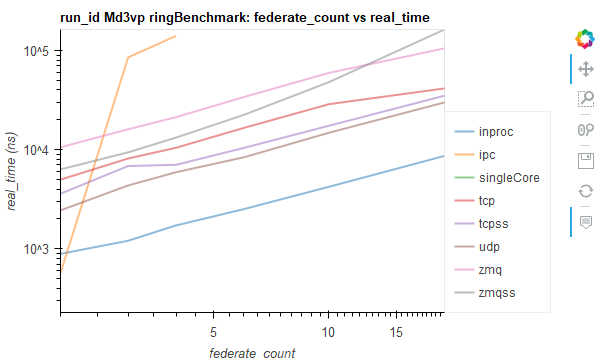 run_id Md3vp ringBenchmark: federate_count vs real_time
real_time (ns)
10^5
10^4
10^3
5
10
15
federate_count
inproc
ipc
singleCore
tcp
tcpss
udp
zmq
zmqss